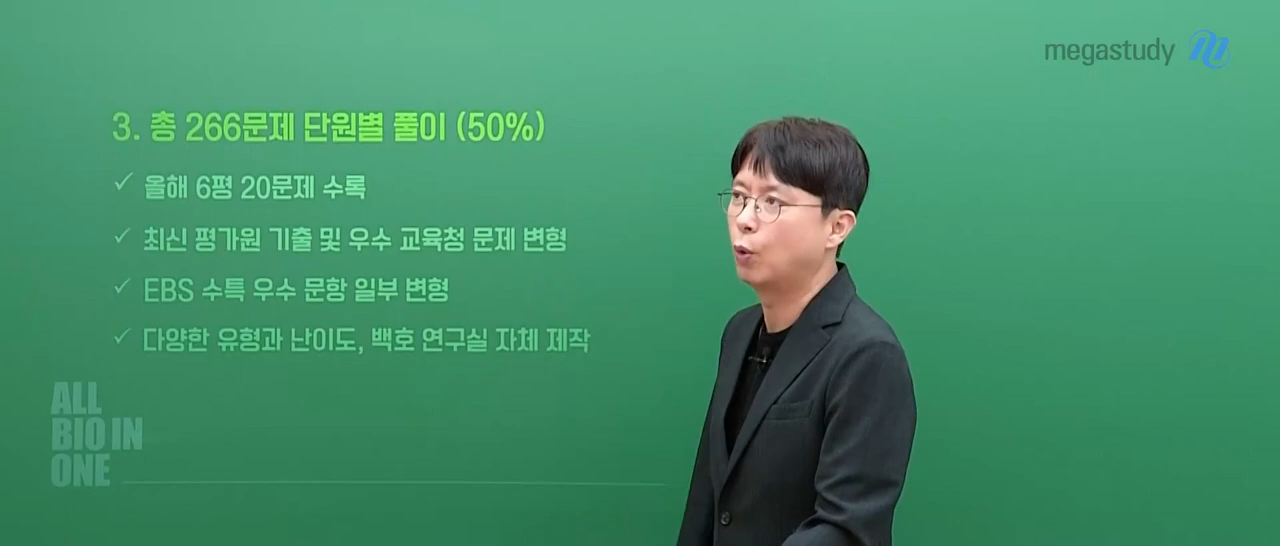 megastudy
3. 총 266문제 단원별 풀이 (50%)
✓ 올해 6평 20문제 수록
✓ 최신 평가원 기출 및 우수 교육청 문제 변형
✓ EBS 수특 우수 문항 일부 변형
✓ 다양한 유형과 난이도, 백호 연구실 자체 제작
ALL
BIO IN
ONE